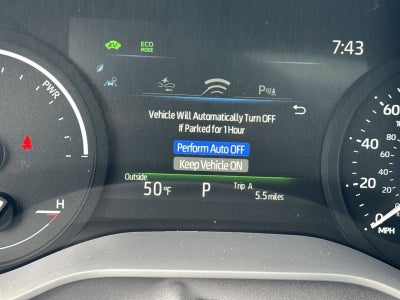 7:43
ECO
MODE
PWR
P
Vehicle Will Automatically Turn OFF
If Parked for 1 Hour
Perform Auto OFF
Keep Vehicle ON
Outside
50°F
P
Trip A
5.5 miles
H
60
40
20
0
MPH